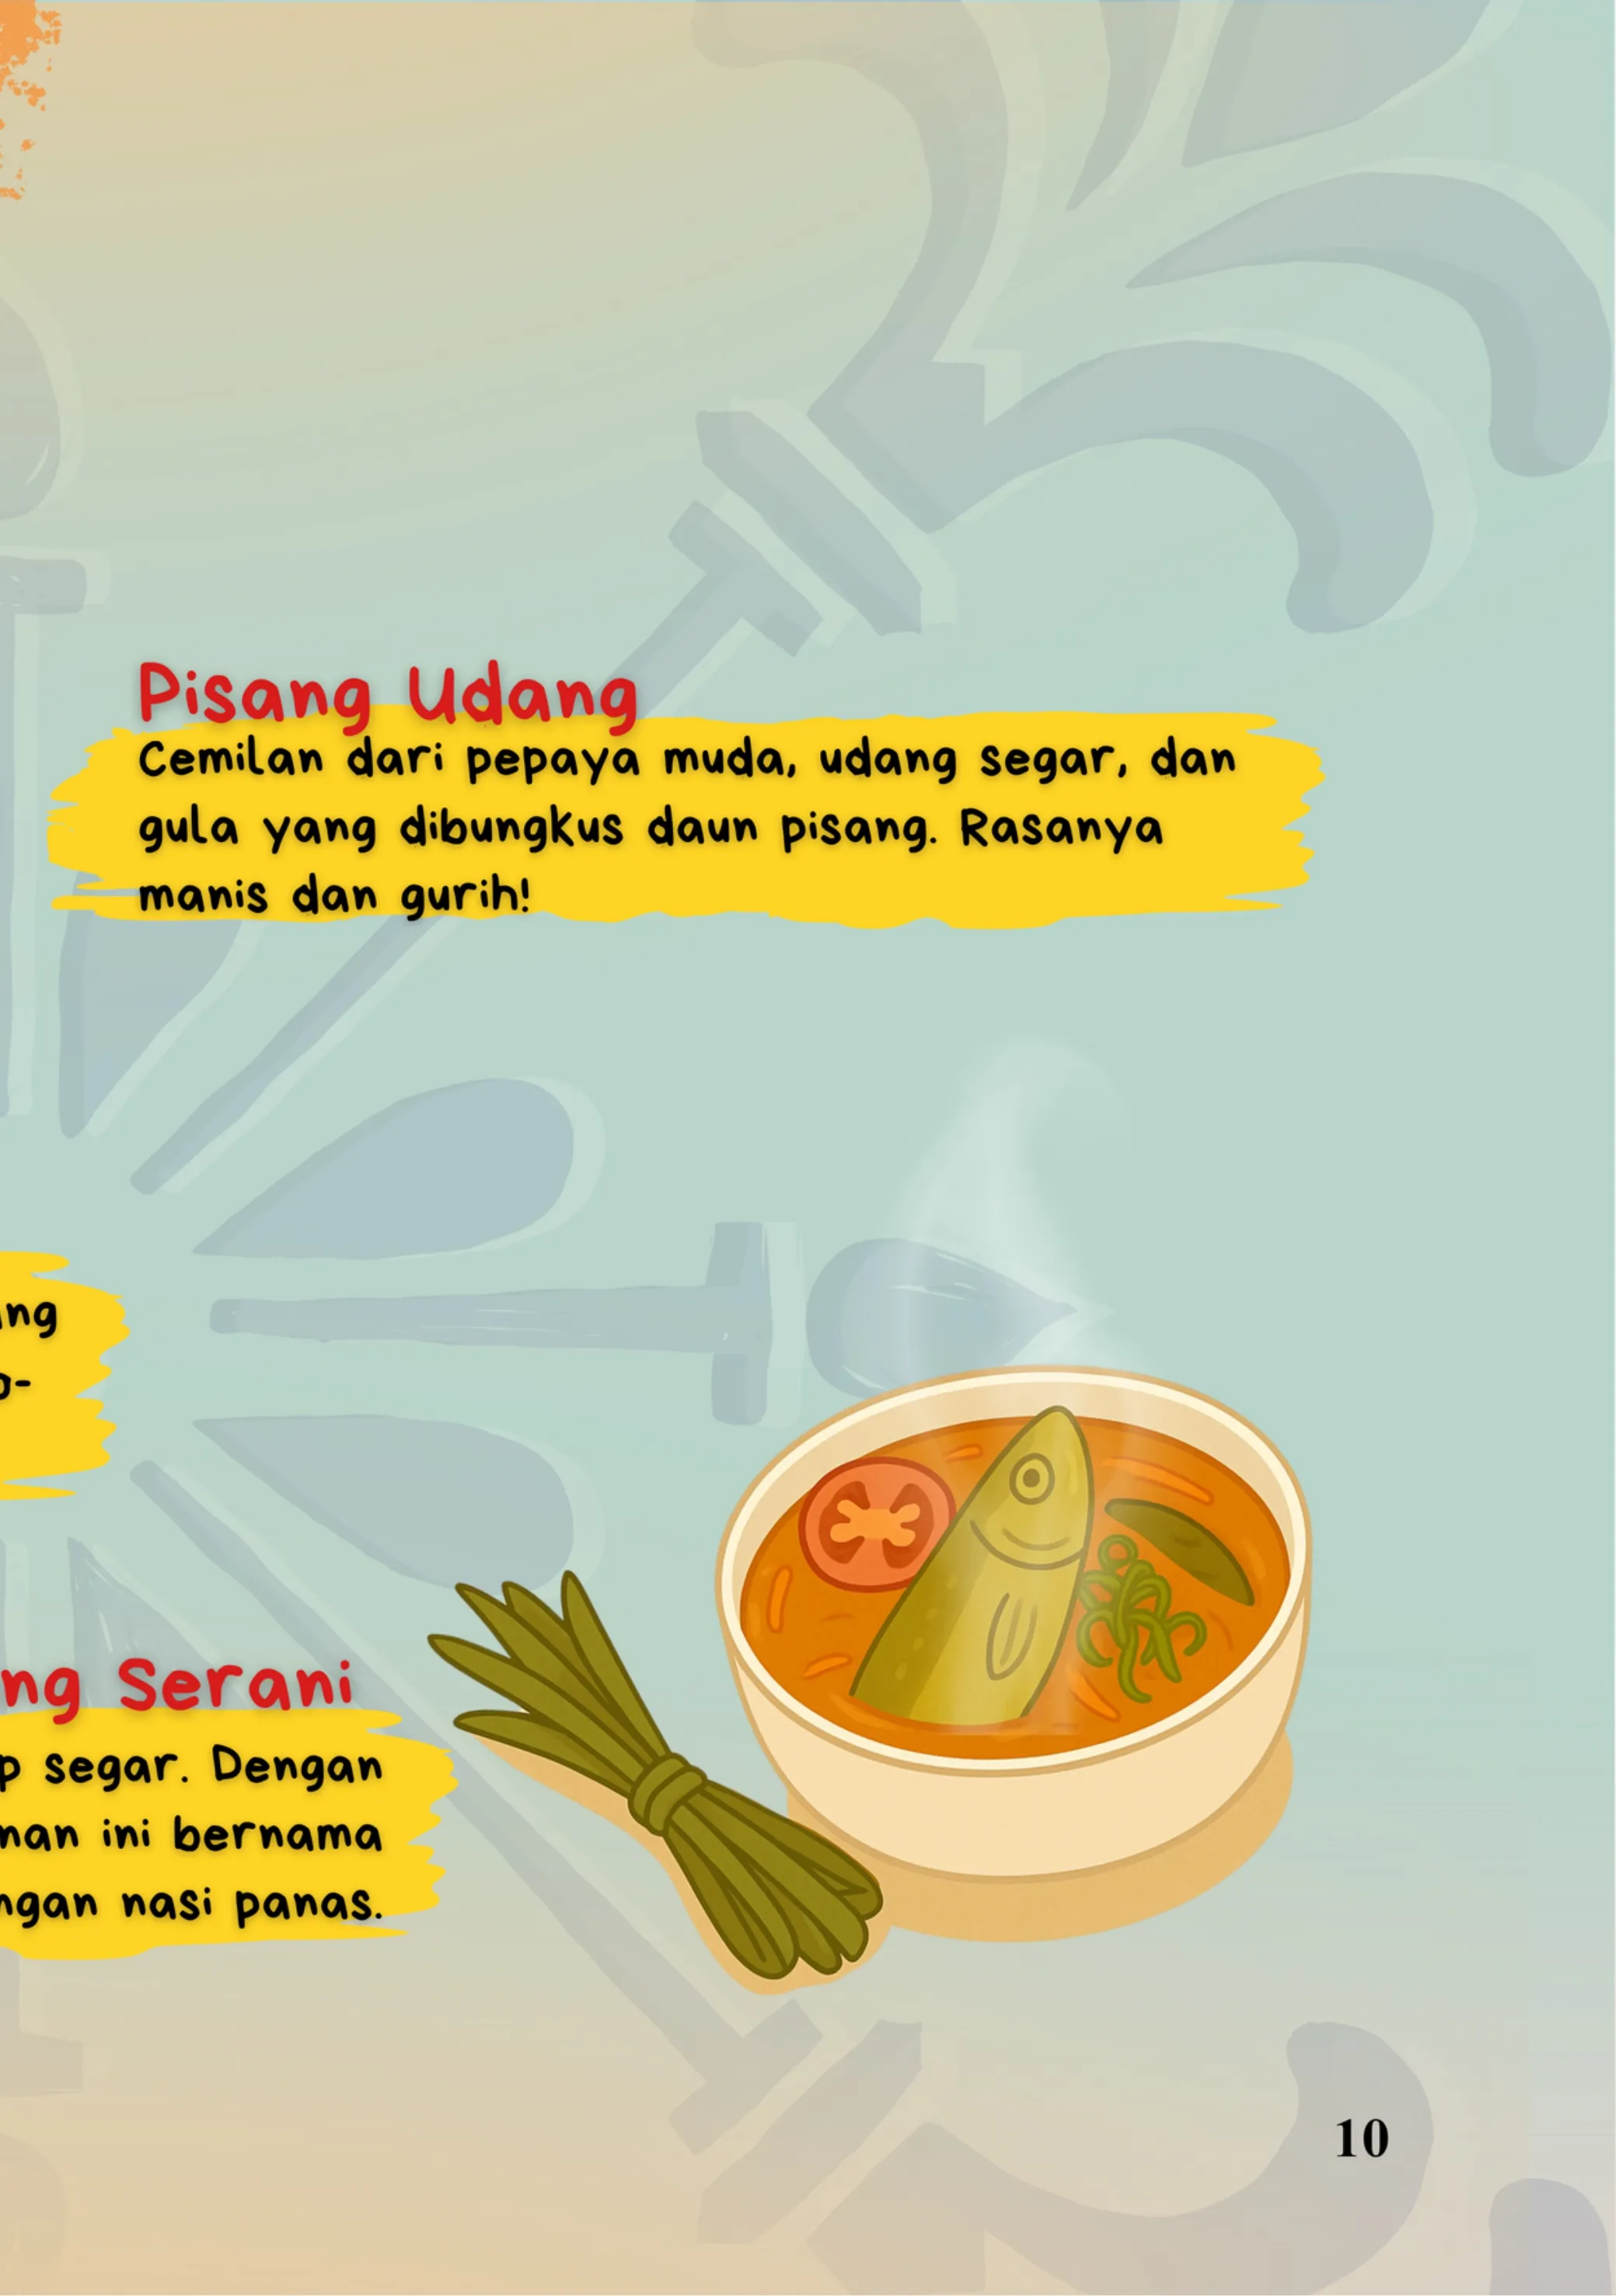 Pisang Udang
Cemilan dari pepaya muda, udang segar, dan
gula yang dibungkus daun pisang. Rasanya
manis dan gurih!
Serani
segar. Dengan
ini bernama
nasi panas.
10